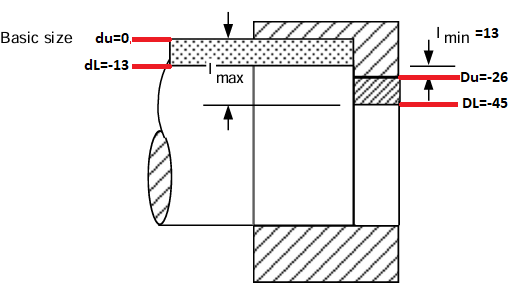 Basic size du=0
dL=-13
I max
I min =13
Du=-26
DL=-45